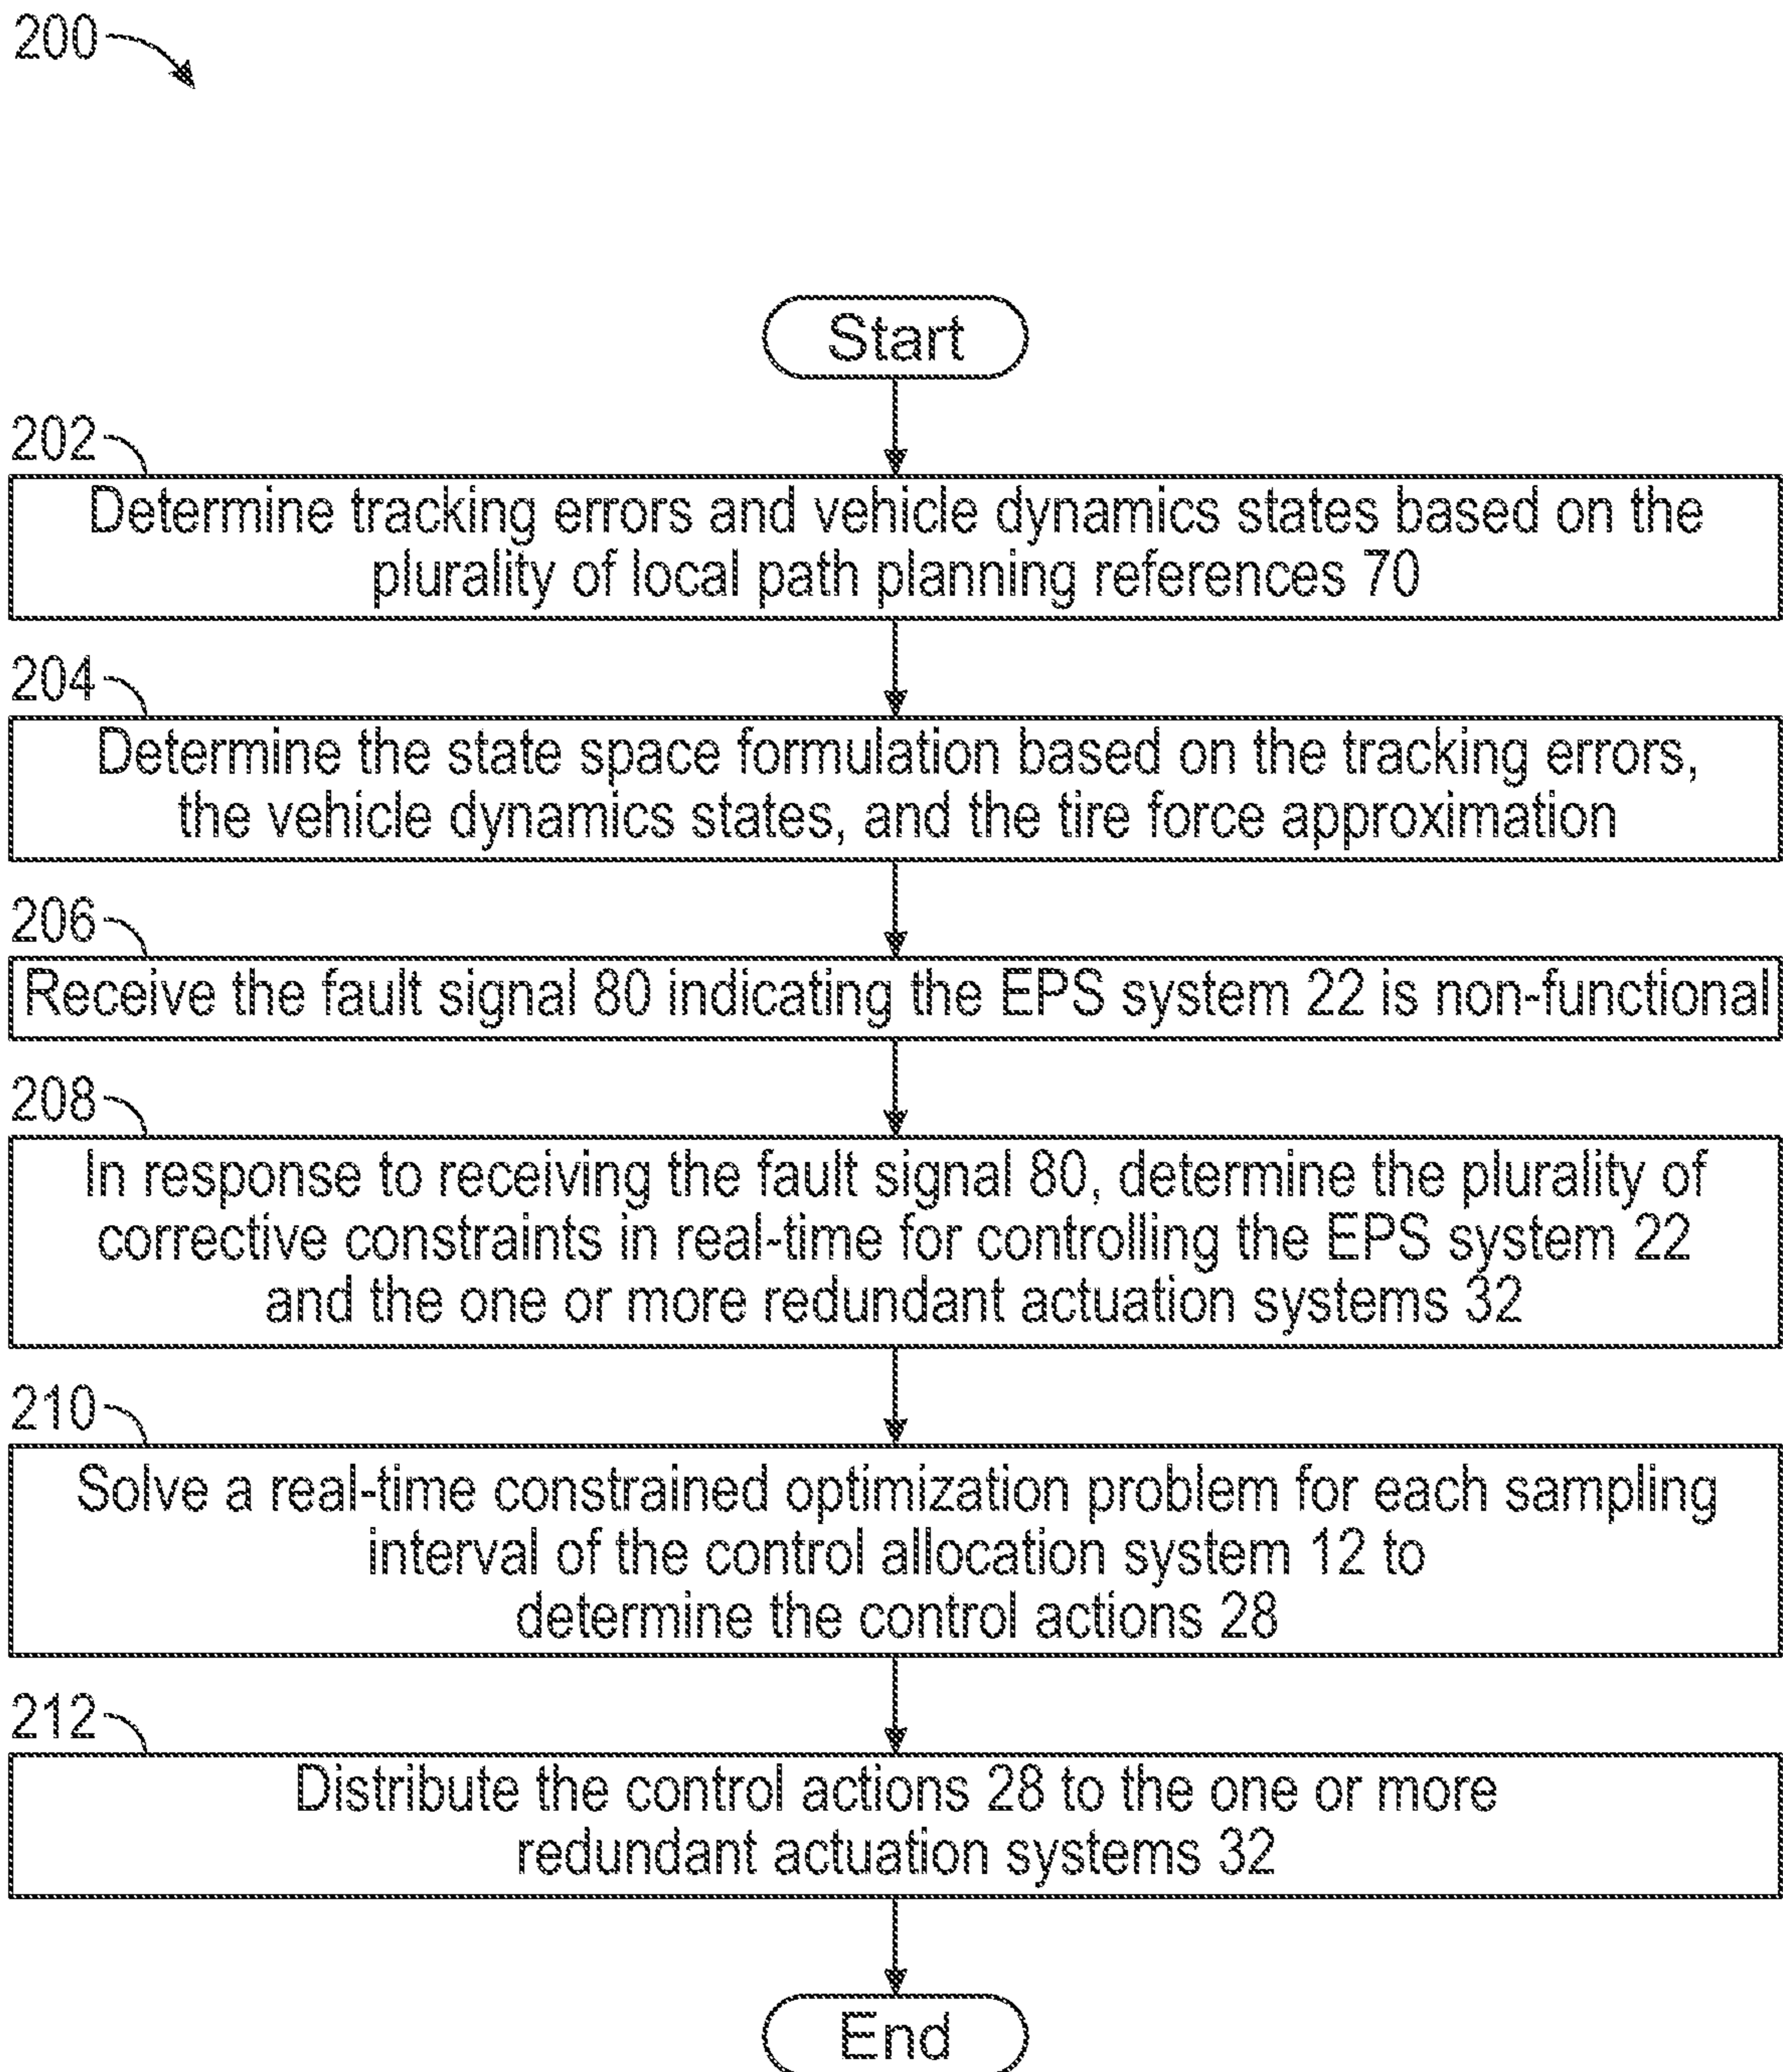 200
Start
202
Determine tracking errors and vehicle dynamics states based on the
plurality of local path planning references 70
204
Determine the state space formulation based on the tracking errors,
the vehicle dynamics states, and the tire force approximation
206
Receive the fault signal 80 indicating the EPS system 22 is non-functional
208
In response to receiving the fault signal 80, determine the plurality of
corrective constraints in real-time for controlling the EPS system 22
and the one or more redundant actuation systems 32
210
Solve a real-time constrained optimization problem for each sampling
interval of the control allocation system 12 to
determine the control actions 28
212
Distribute the control actions 28 to the one or more
redundant actuation systems 32
End